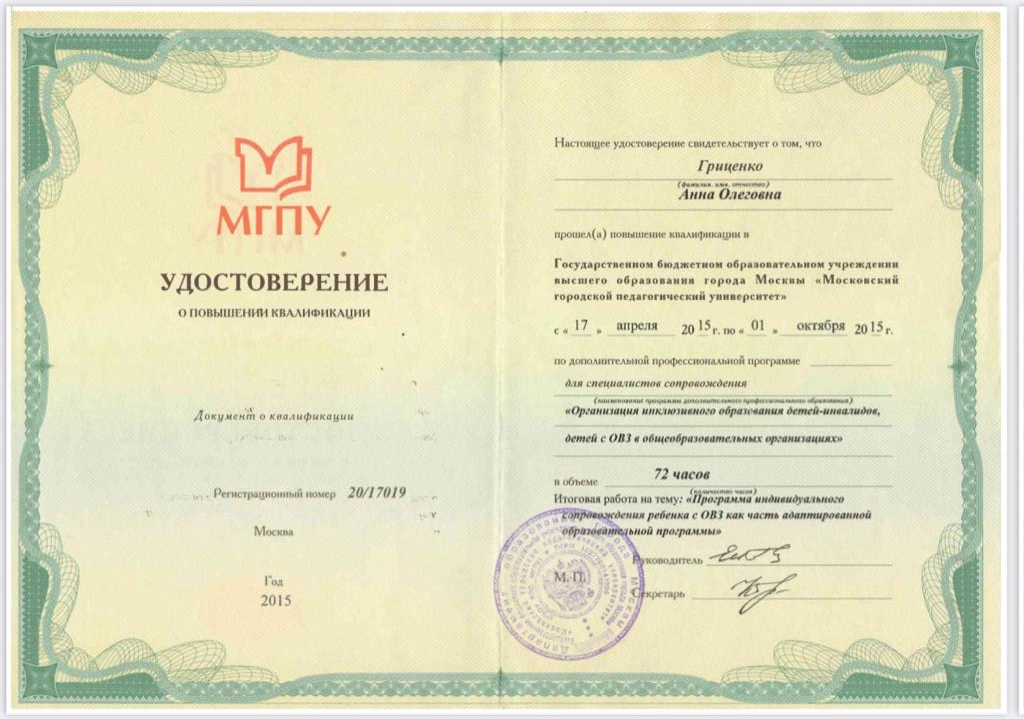 МГПУ
УДОСТОВЕРЕНИЕ
О ПОВЫШЕНИИ КВАЛИФИКАЦИИ
Документ о квалификации
Регистрационный номер 20/17019
Москва
Год
2015
Настоящее удостоверение свидетельствует о том, что
Гриценко
(фамилия, имя, отчество)
Анна Олеговна
прошел(а) повышение квалификации в
Государственном бюджетном образовательном учреждении
высшего образования города Москвы «Московский
городской педагогический университет»
с « 17 » апреля 20 15 г. по « 01 » октября 20 15 г.
по дополнительной профессиональной программе
для специалистов сопровождения
(наименование программы дополнительного профессионального образования)
«Организация инклюзивного образования детей-инвалидов,
детей с ОВЗ в общеобразовательных организациях»
в объеме 72 часов
(количество часов)
Итоговая работа на тему: «Программа индивидуального
сопровождения ребенка с ОВЗ как часть адаптированной
образовательной программы»
Руководитель
М. П.
Секретарь